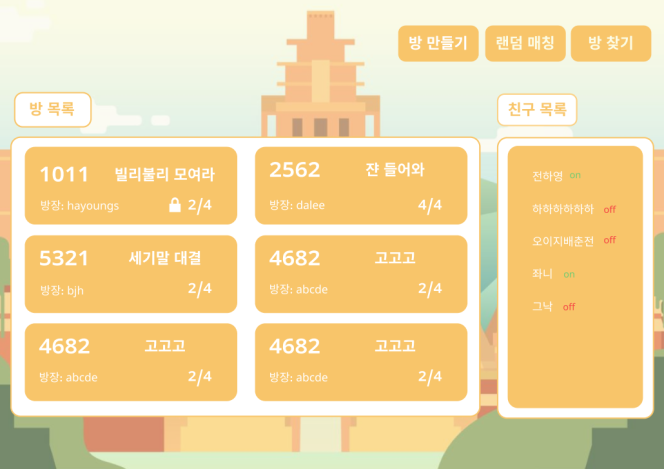 방 만들기
랜덤 매칭
방 찾기
방 목록
1011 빌리불리 모여라
방장: hayoungs 2/4
2562 쟌 들어와
방장: dalee 4/4
5321 세기말 대결
방장: bjh 2/4
4682 고고고
방장: abcde 2/4
4682 고고고
방장: abcde 2/4
4682 고고고
방장: abcde 2/4
친구 목록
전하영 on
하하하하하하 off
오이지배춘전 off
좌니 on
그냑 off